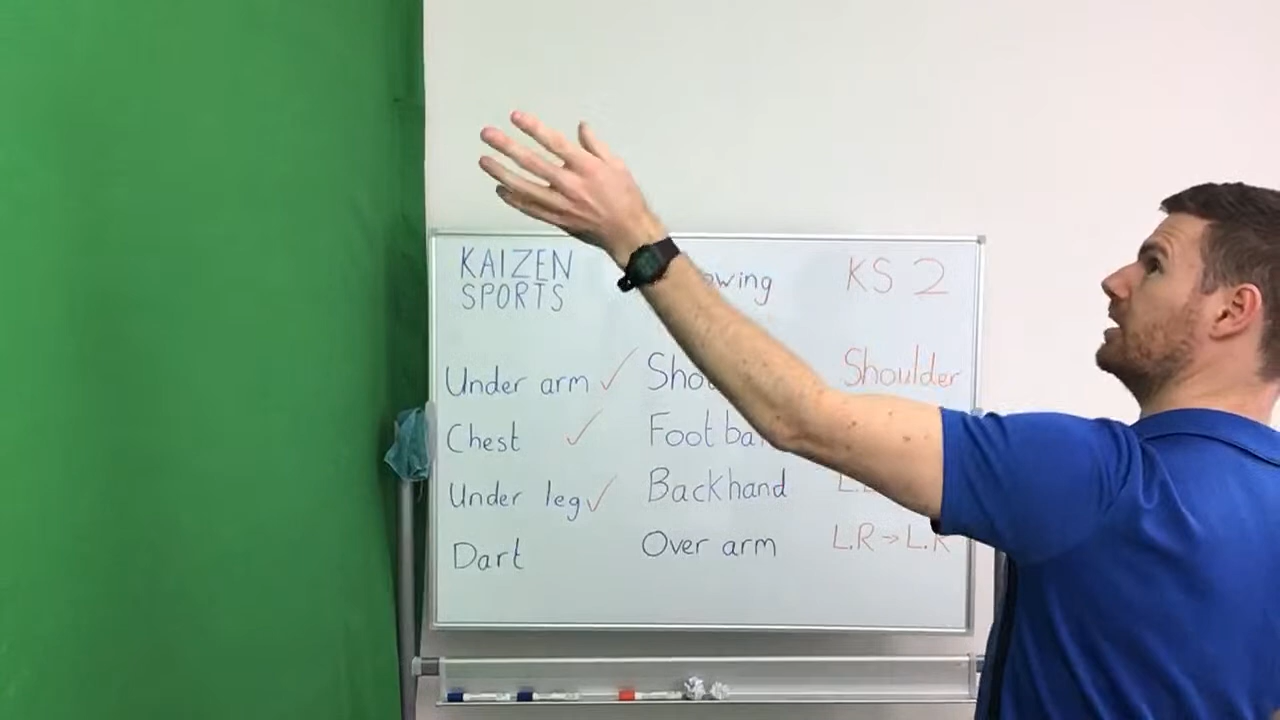 KAIZEN
SPORTS
KS 2
Under arm ✓
Shoulder
Chest ✓
Under leg ✓
Backhand
Dart
Over arm
L.R → L.R